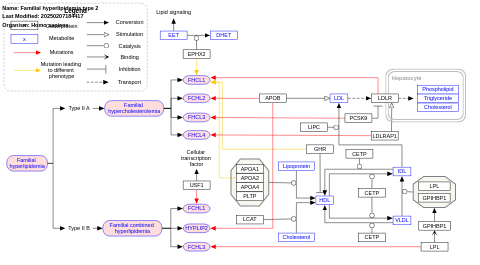 Name: Familial hyperlipidemia type 2
Last Modified: 20250207184417
Organism: Homo sapiens
Legend
x
Metabolite
Mutations
Mutation leading
to different
phenotype
Conversion
Stimulation
Catalysis
Binding
Inhibition
Transport
Lipid signaling
EET
DHET
EPHX2
Hepatocyte
Phospholipid
Triglyceride
Cholesterol
FHCL1
FCHL2
FHCL3
FHCL4
APOB
LDL
LDLR
PCSK9
LIPC
LDLRAP1
Type II A
Familial
hypercholesterolemia
Familial
hyperlipidemia
Cellular
transcription
factor
USF1
GHR
CETP
APOA1
APOA2
APOA4
PLTP
Lipoprotein
IDL
CETP
HDL
LPL
GPIHBP1
FCHL1
LCAT
VLDL
Type II B
Familial combined
hyperlipidemia
HYPLIP2
GPIHBP1
Cholesterol
CETP
FCHL3
LPL